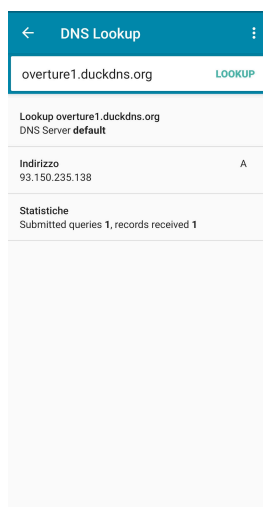 DNS Lookup
overture1.duckdns.org LOOKUP
Lookup overture1.duckdns.org
DNS Server default
Indirizzo A
93.150.235.138
Statistiche
Submitted queries 1, records received 1